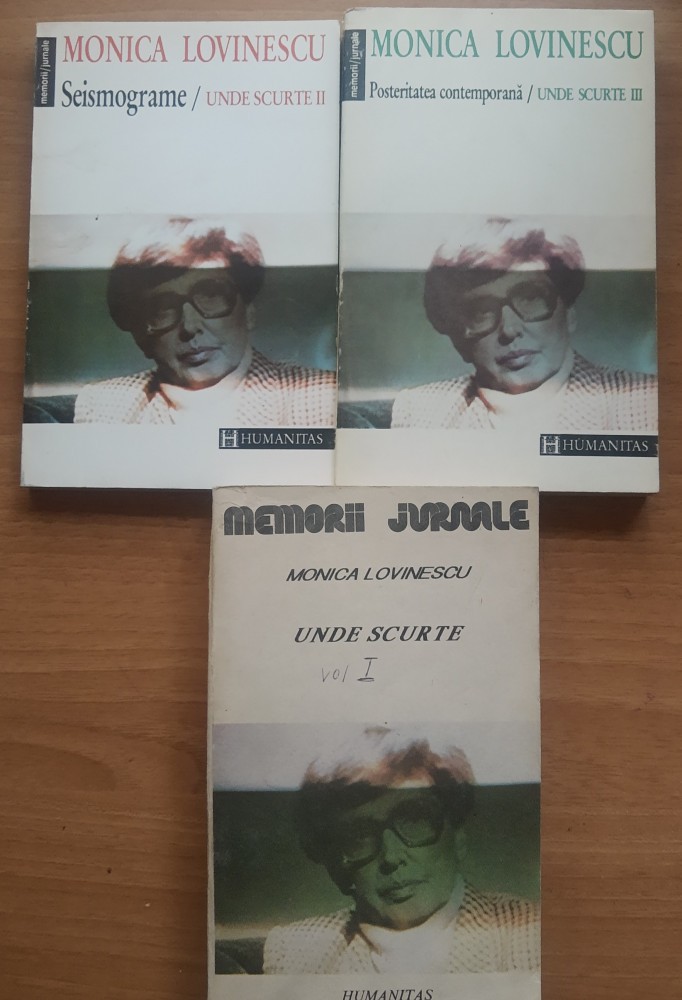 memorii/jurnale
MONICA LOVINESCU
Seismograme / UNDE SCURTE II
HUMANITAS
memorii/jurnale
MONICA LOVINESCU
Posteritatea contemporană / UNDE SCURTE III
HUMANITAS
MEMORII JURNALE
MONICA LOVINESCU
UNDE SCURTE
Vol I
HUMANITAS